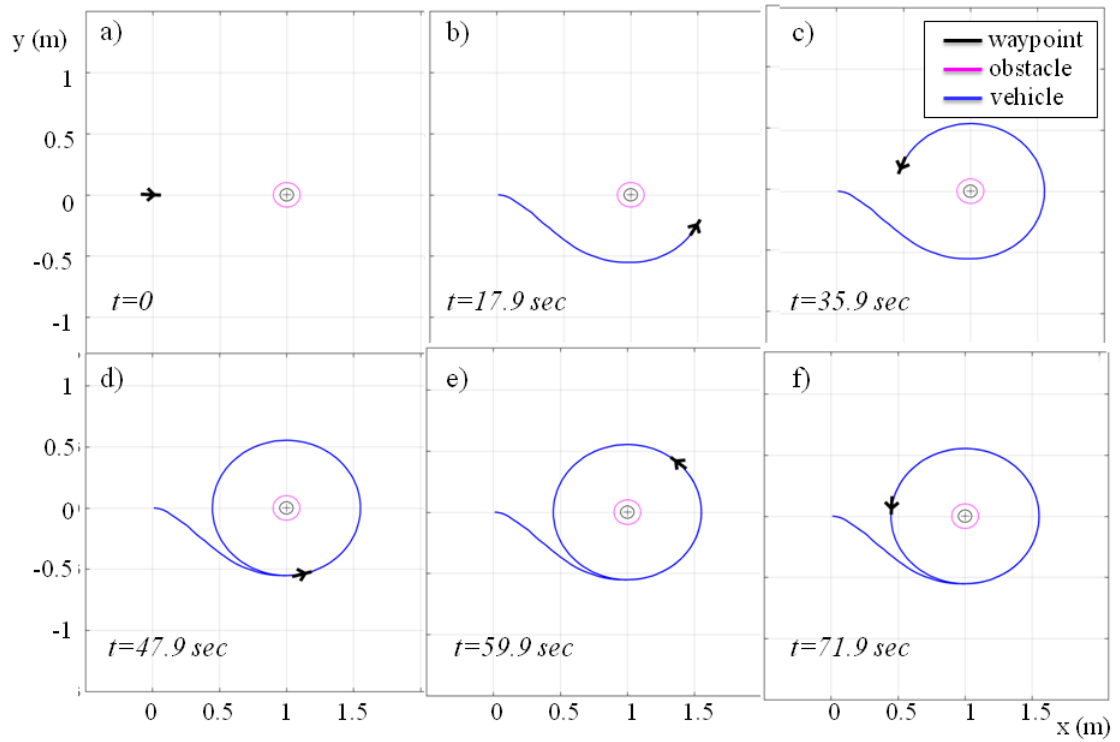 y (m)
a)
b)
c)
waypoint
obstacle
vehicle
1
0.5
0
-0.5
-1
t=0
t=17.9 sec
t=35.9 sec
d)
e)
f)
1
0.5
0
-0.5
-1
t=47.9 sec
t=59.9 sec
t=71.9 sec
0 0.5 1 1.5 0 0.5 1 1.5 0 0.5 1 1.5
x (m)